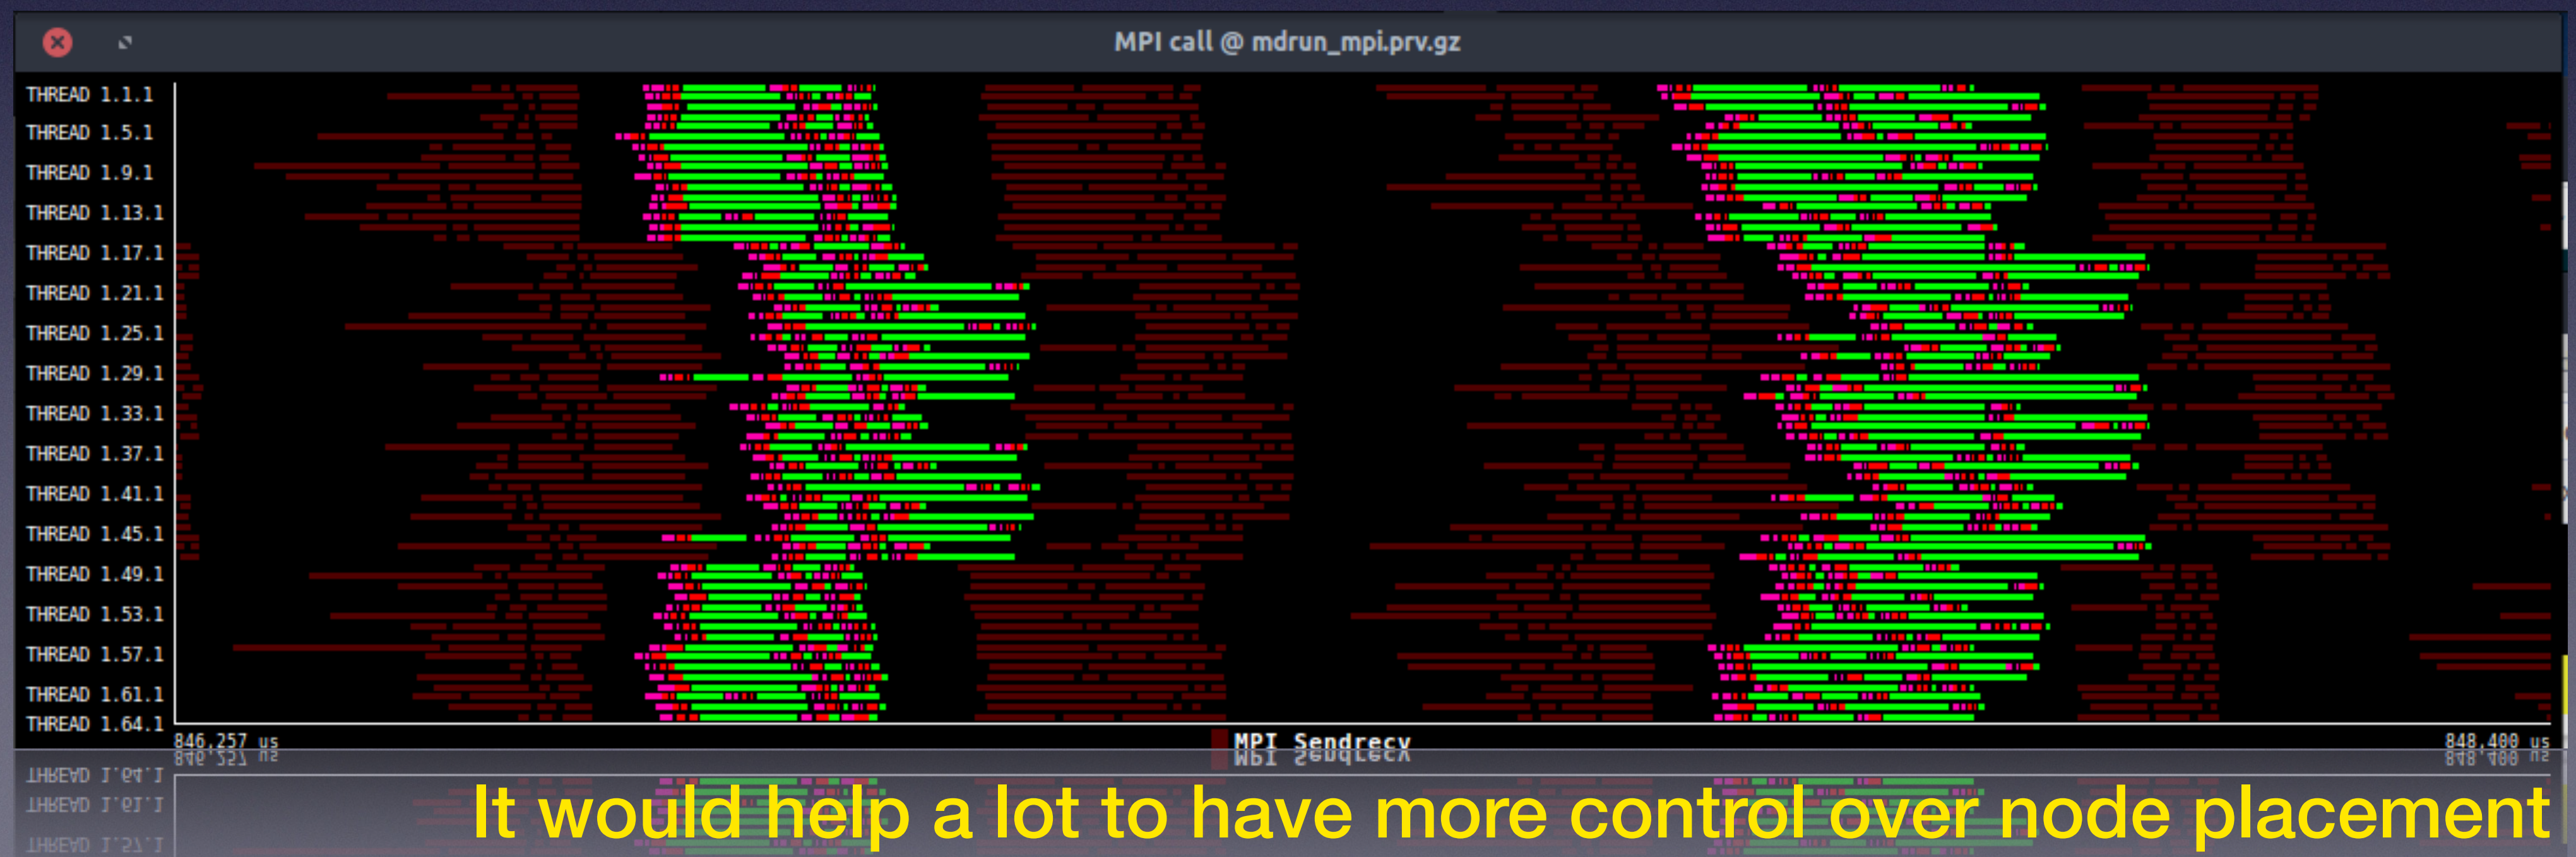 MPI call @ mdrun_mpi.prv.gz
THREAD 1.1.1
THREAD 1.5.1
THREAD 1.9.1
THREAD 1.13.1
THREAD 1.17.1
THREAD 1.21.1
THREAD 1.25.1
THREAD 1.29.1
THREAD 1.33.1
THREAD 1.37.1
THREAD 1.41.1
THREAD 1.45.1
THREAD 1.49.1
THREAD 1.53.1
THREAD 1.57.1
THREAD 1.61.1
THREAD 1.64.1
846,257 us
MPI Sendrecv
848,400 us
It would help a lot to have more control over node placement